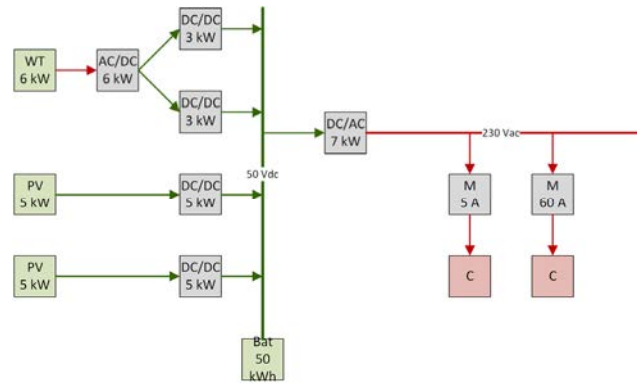 DC/DC
3 kW
WT
6 kW
AC/DC
6 kW
DC/DC
3 kW
DC/AC
7 kW
230 Vac
50 Vdc
PV
5 kW
DC/DC
5 kW
M
5 A
M
60 A
PV
5 kW
DC/DC
5 kW
C
C
Bat
50
kWh